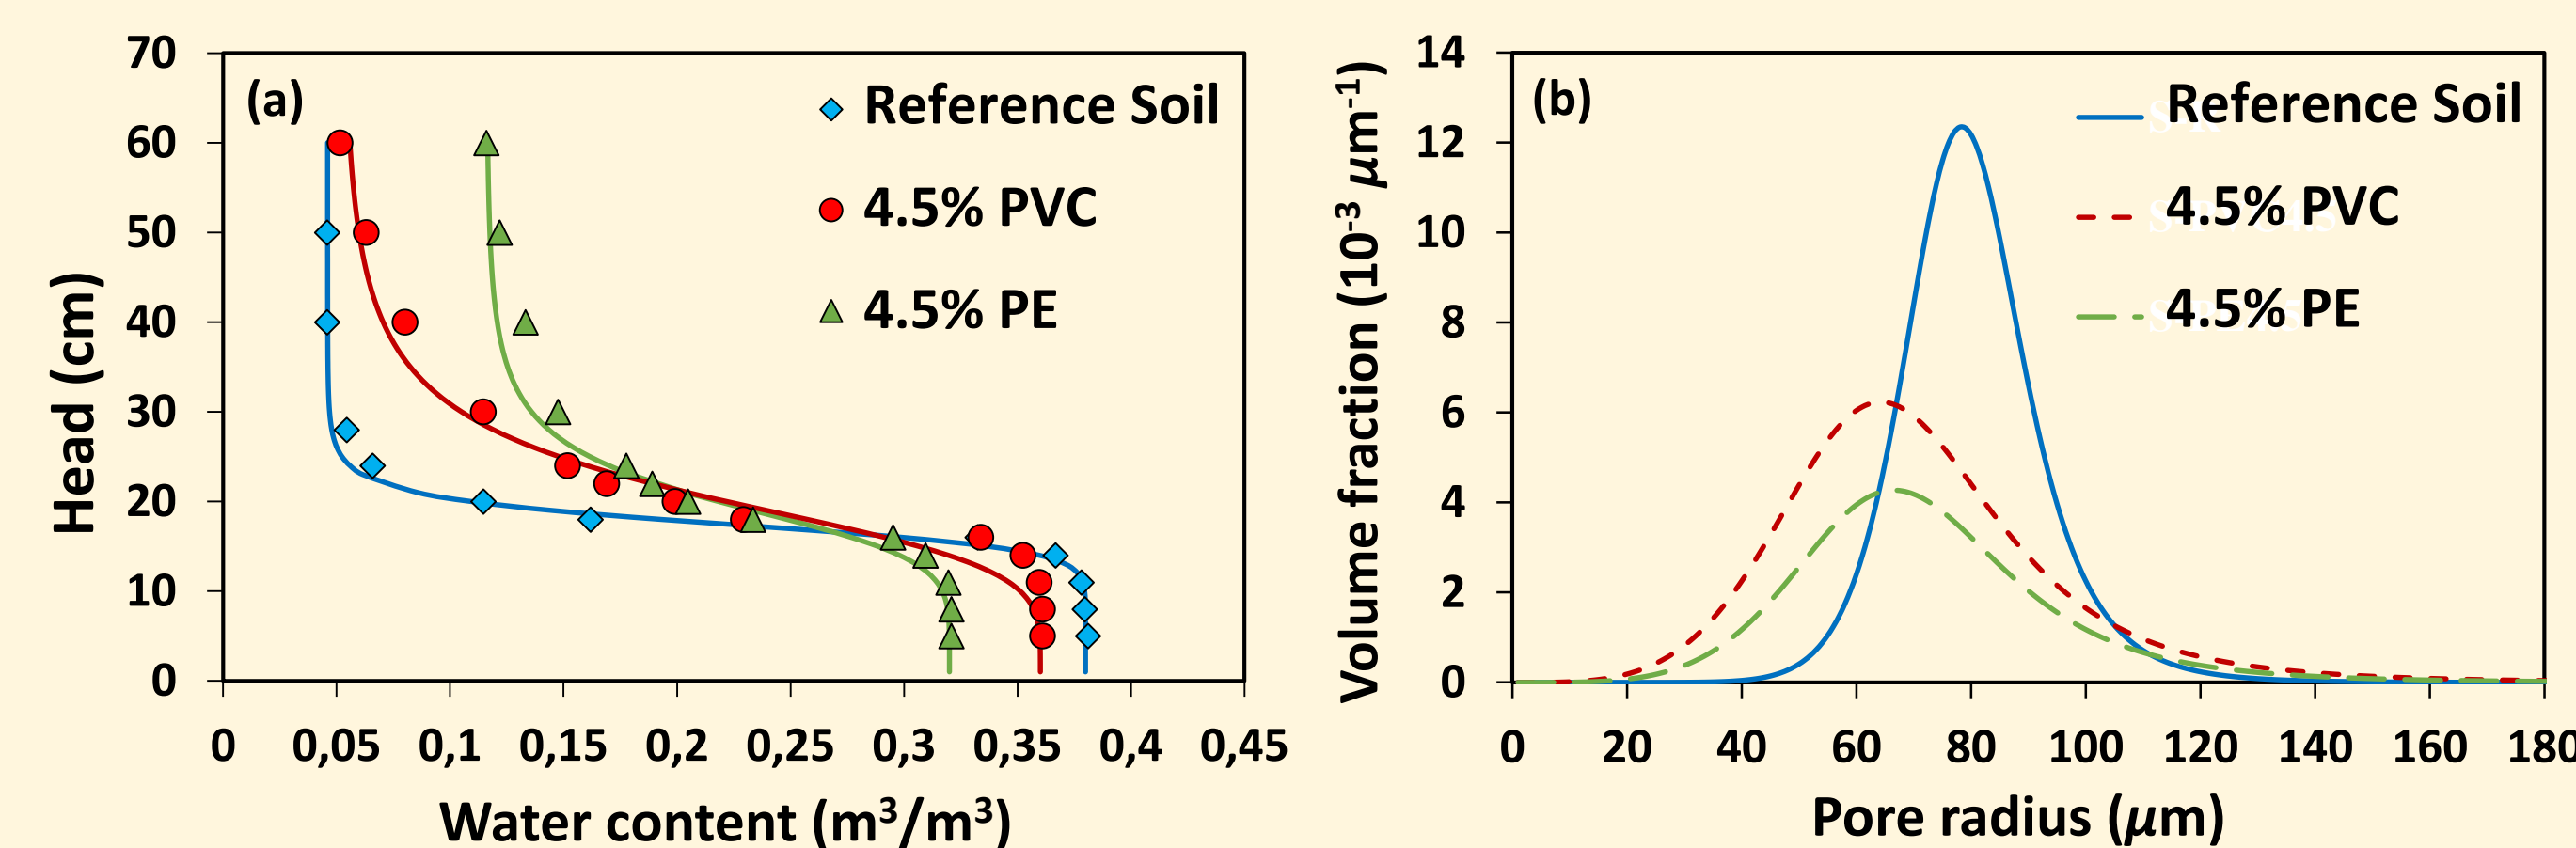 (a)
Reference Soil
4.5% PVC
4.5% PE
Head (cm)
70
60
50
40
30
20
10
0
0 0,05 0,1 0,15 0,2 0,25 0,3 0,35 0,4 0,45
Water content (m³/m³)
(b)
Reference Soil
4.5% PVC
4.5% PE
Volume fraction (10⁻³ µm⁻¹)
14
12
10
8
6
4
2
0
0 20 40 60 80 100 120 140 160 180
Pore radius (µm)